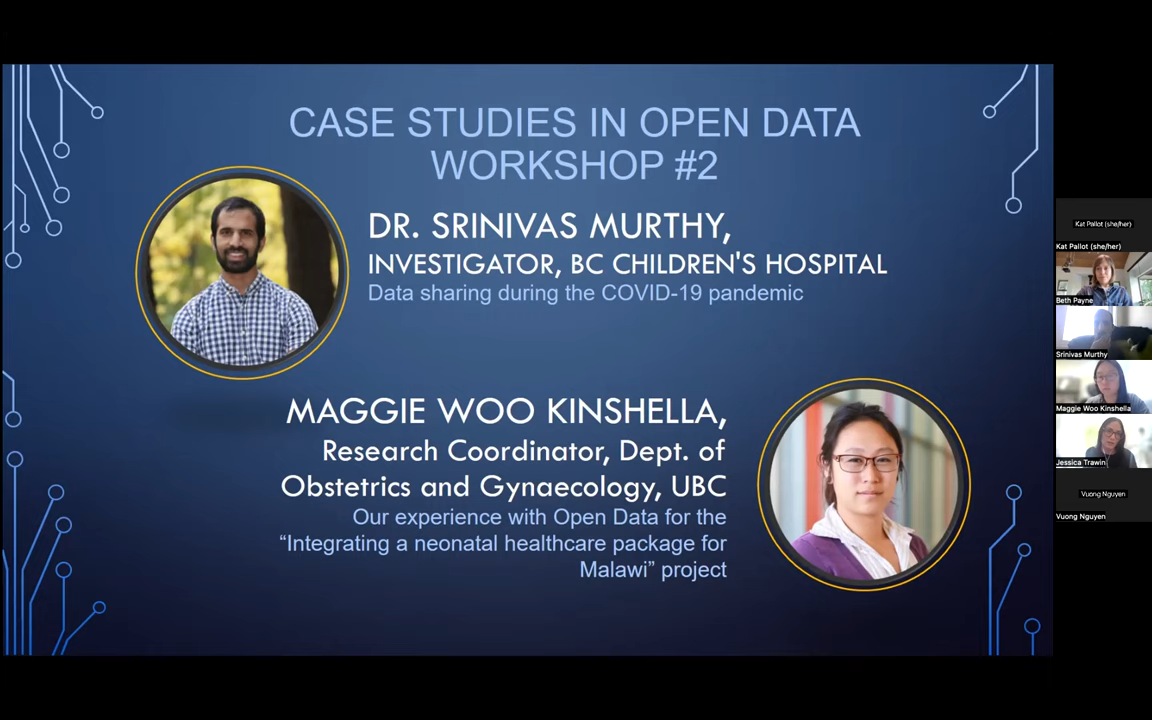 CASE STUDIES IN OPEN DATA
WORKSHOP #2
DR. SRINIVAS MURTHY,
INVESTIGATOR, BC CHILDREN'S HOSPITAL
Data sharing during the COVID-19 pandemic
MAGGIE WOO KINSHELLA,
Research Coordinator, Dept. of
Obstetrics and Gynaecology, UBC
Our experience with Open Data for the
“Integrating a neonatal healthcare package for
Malawi” project
Kat Pallot (she/her)
Kat Pallot (she/her)
Beth Payne
Srinivas Murthy
Maggie Woo Kinshella
Jessica Trawin
Vuong Nguyen
Vuong Nguyen